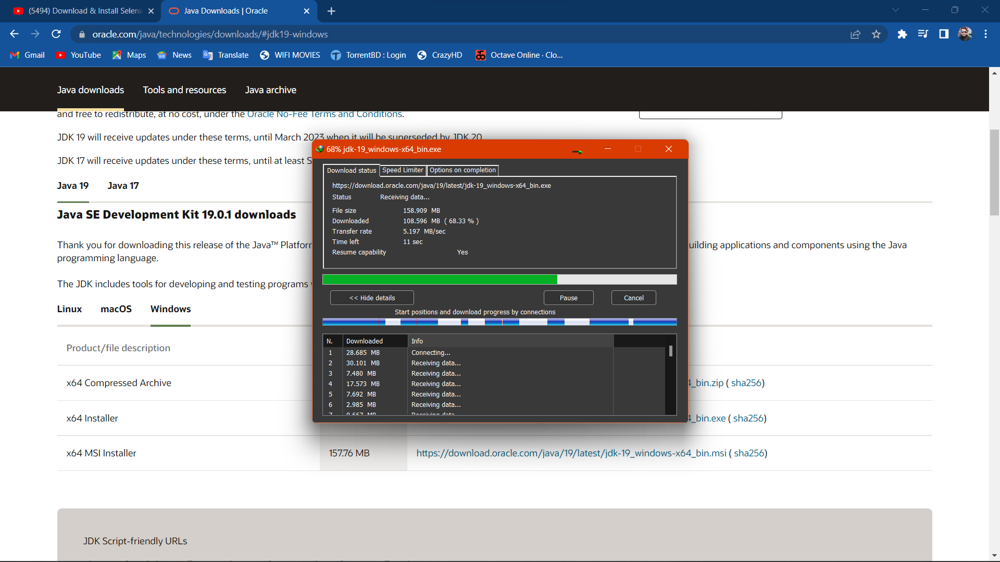 (5494) Download & Install Seleni
Java Downloads | Oracle
oracle.com/java/technologies/downloads/#jdk19-windows
Gmail YouTube Maps News Translate WIFI MOVIES TorrentBD : Login CrazyHD Octave Online · Clo...
Java downloads Tools and resources Java archive
and free to redistribute, at no cost, under the Oracle No-Fee Terms and Conditions.
JDK 19 will receive updates under these terms, until March 2023 when it will be superseded by JDK 20
JDK 17 will receive updates under these terms, until at least S
Java 19 Java 17
Java SE Development Kit 19.0.1 downloads
Thank you for downloading this release of the Java™ Platfor
uilding applications and components using the Java
programming language.
The JDK includes tools for developing and testing programs
Linux macOS Windows
Product/file description
x64 Compressed Archive
4_bin.zip ( sha256)
x64 Installer
4_bin.exe ( sha256)
x64 MSI Installer 157.76 MB https://download.oracle.com/java/19/latest/jdk-19_windows-x64_bin.msi ( sha256)
JDK Script-friendly URLs
68% jdk-19_windows-x64_bin.exe
Download status Speed Limiter Options on completion
https://download.oracle.com/java/19/latest/jdk-19_windows-x64_bin.exe
Status Receiving data...
File size 158.909 MB
Downloaded 108.596 MB ( 68.33 % )
Transfer rate 5.197 MB/sec
Time left 11 sec
Resume capability Yes
<< Hide details Pause Cancel
Start positions and download progress by connections
N. Downloaded Info
1 28.685 MB Connecting...
2 30.101 MB Receiving data...
3 7.480 MB Receiving data...
4 17.573 MB Receiving data...
5 7.692 MB Receiving data...
6 2.985 MB Receiving data...
7 9.667 MB Receiving data...